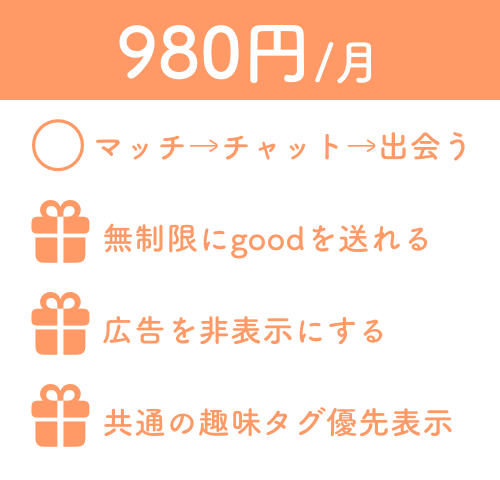 980円/月
マッチ→チャット→出会う
無制限にgoodを送れる
広告を非表示にする
共通の趣味タグ優先表示